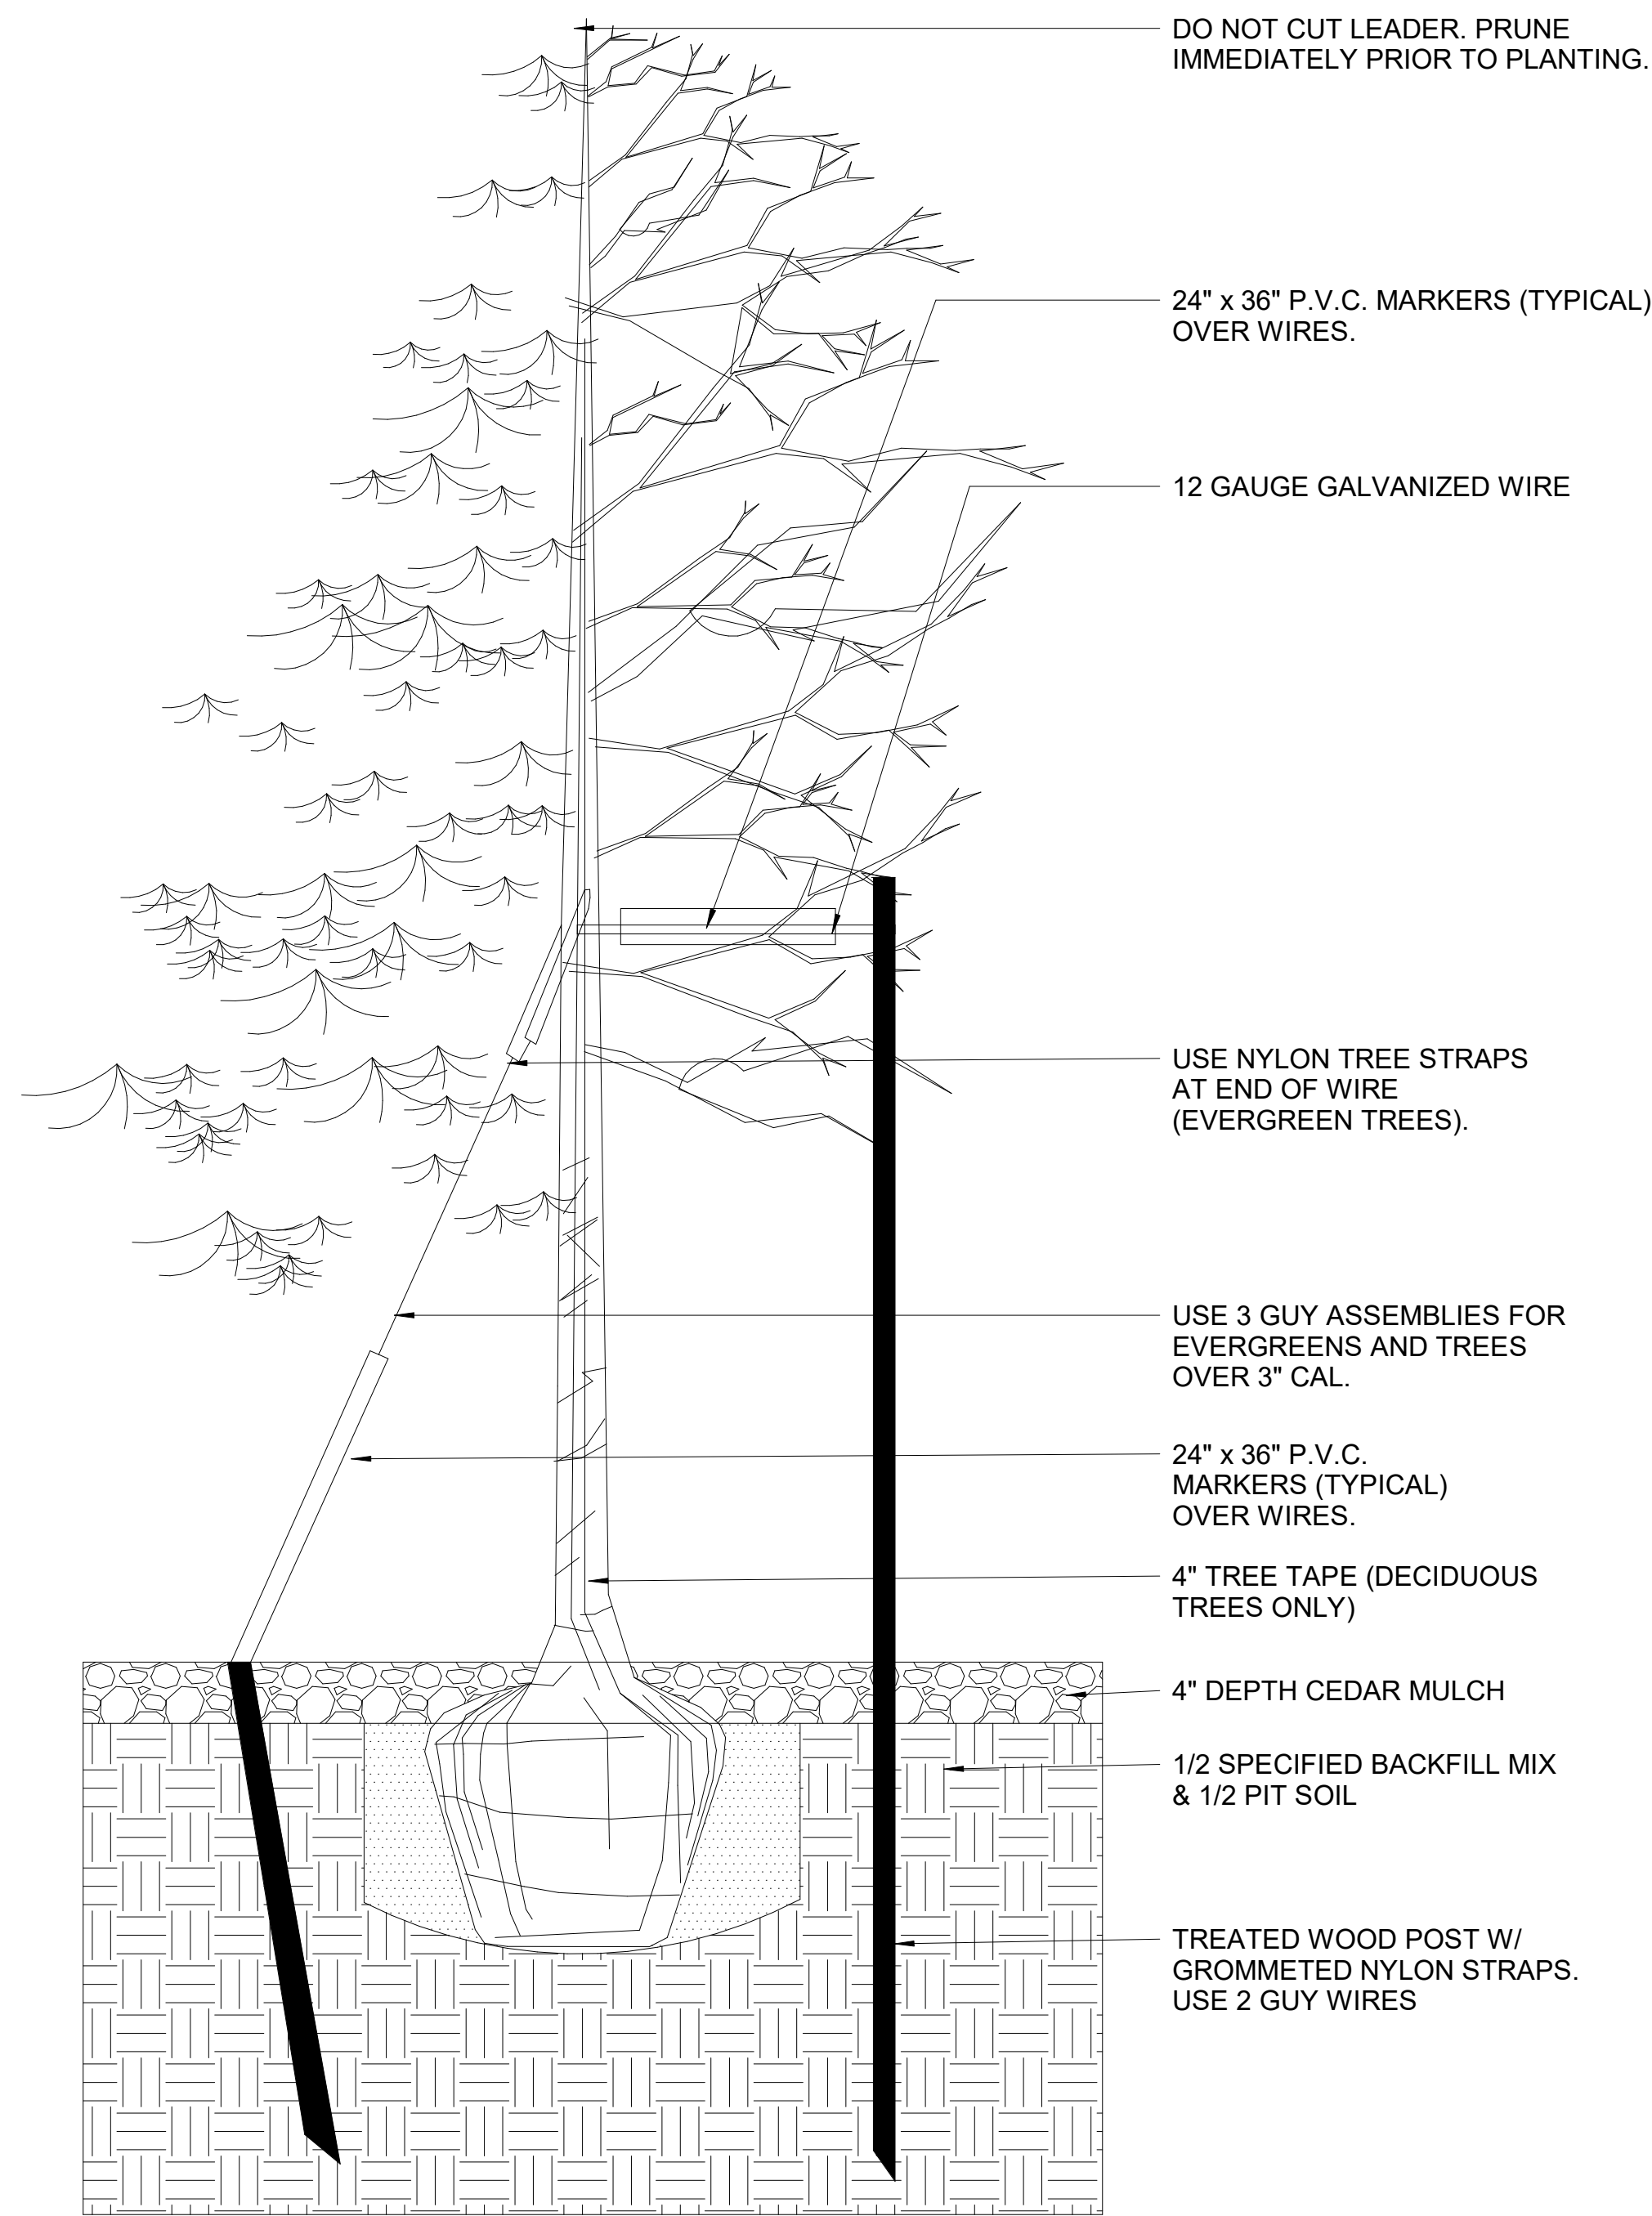 DO NOT CUT LEADER. PRUNE
IMMEDIATELY PRIOR TO PLANTING.
24" x 36" P.V.C. MARKERS (TYPICAL)
OVER WIRES.
12 GAUGE GALVANIZED WIRE
USE NYLON TREE STRAPS
AT END OF WIRE
(EVERGREEN TREES).
USE 3 GUY ASSEMBLIES FOR
EVERGREENS AND TREES
OVER 3" CAL.
24" x 36" P.V.C.
MARKERS (TYPICAL)
OVER WIRES.
4" TREE TAPE (DECIDUOUS
TREES ONLY)
4" DEPTH CEDAR MULCH
1/2 SPECIFIED BACKFILL MIX
& 1/2 PIT SOIL
TREATED WOOD POST W/
GROMMETED NYLON STRAPS.
USE 2 GUY WIRES